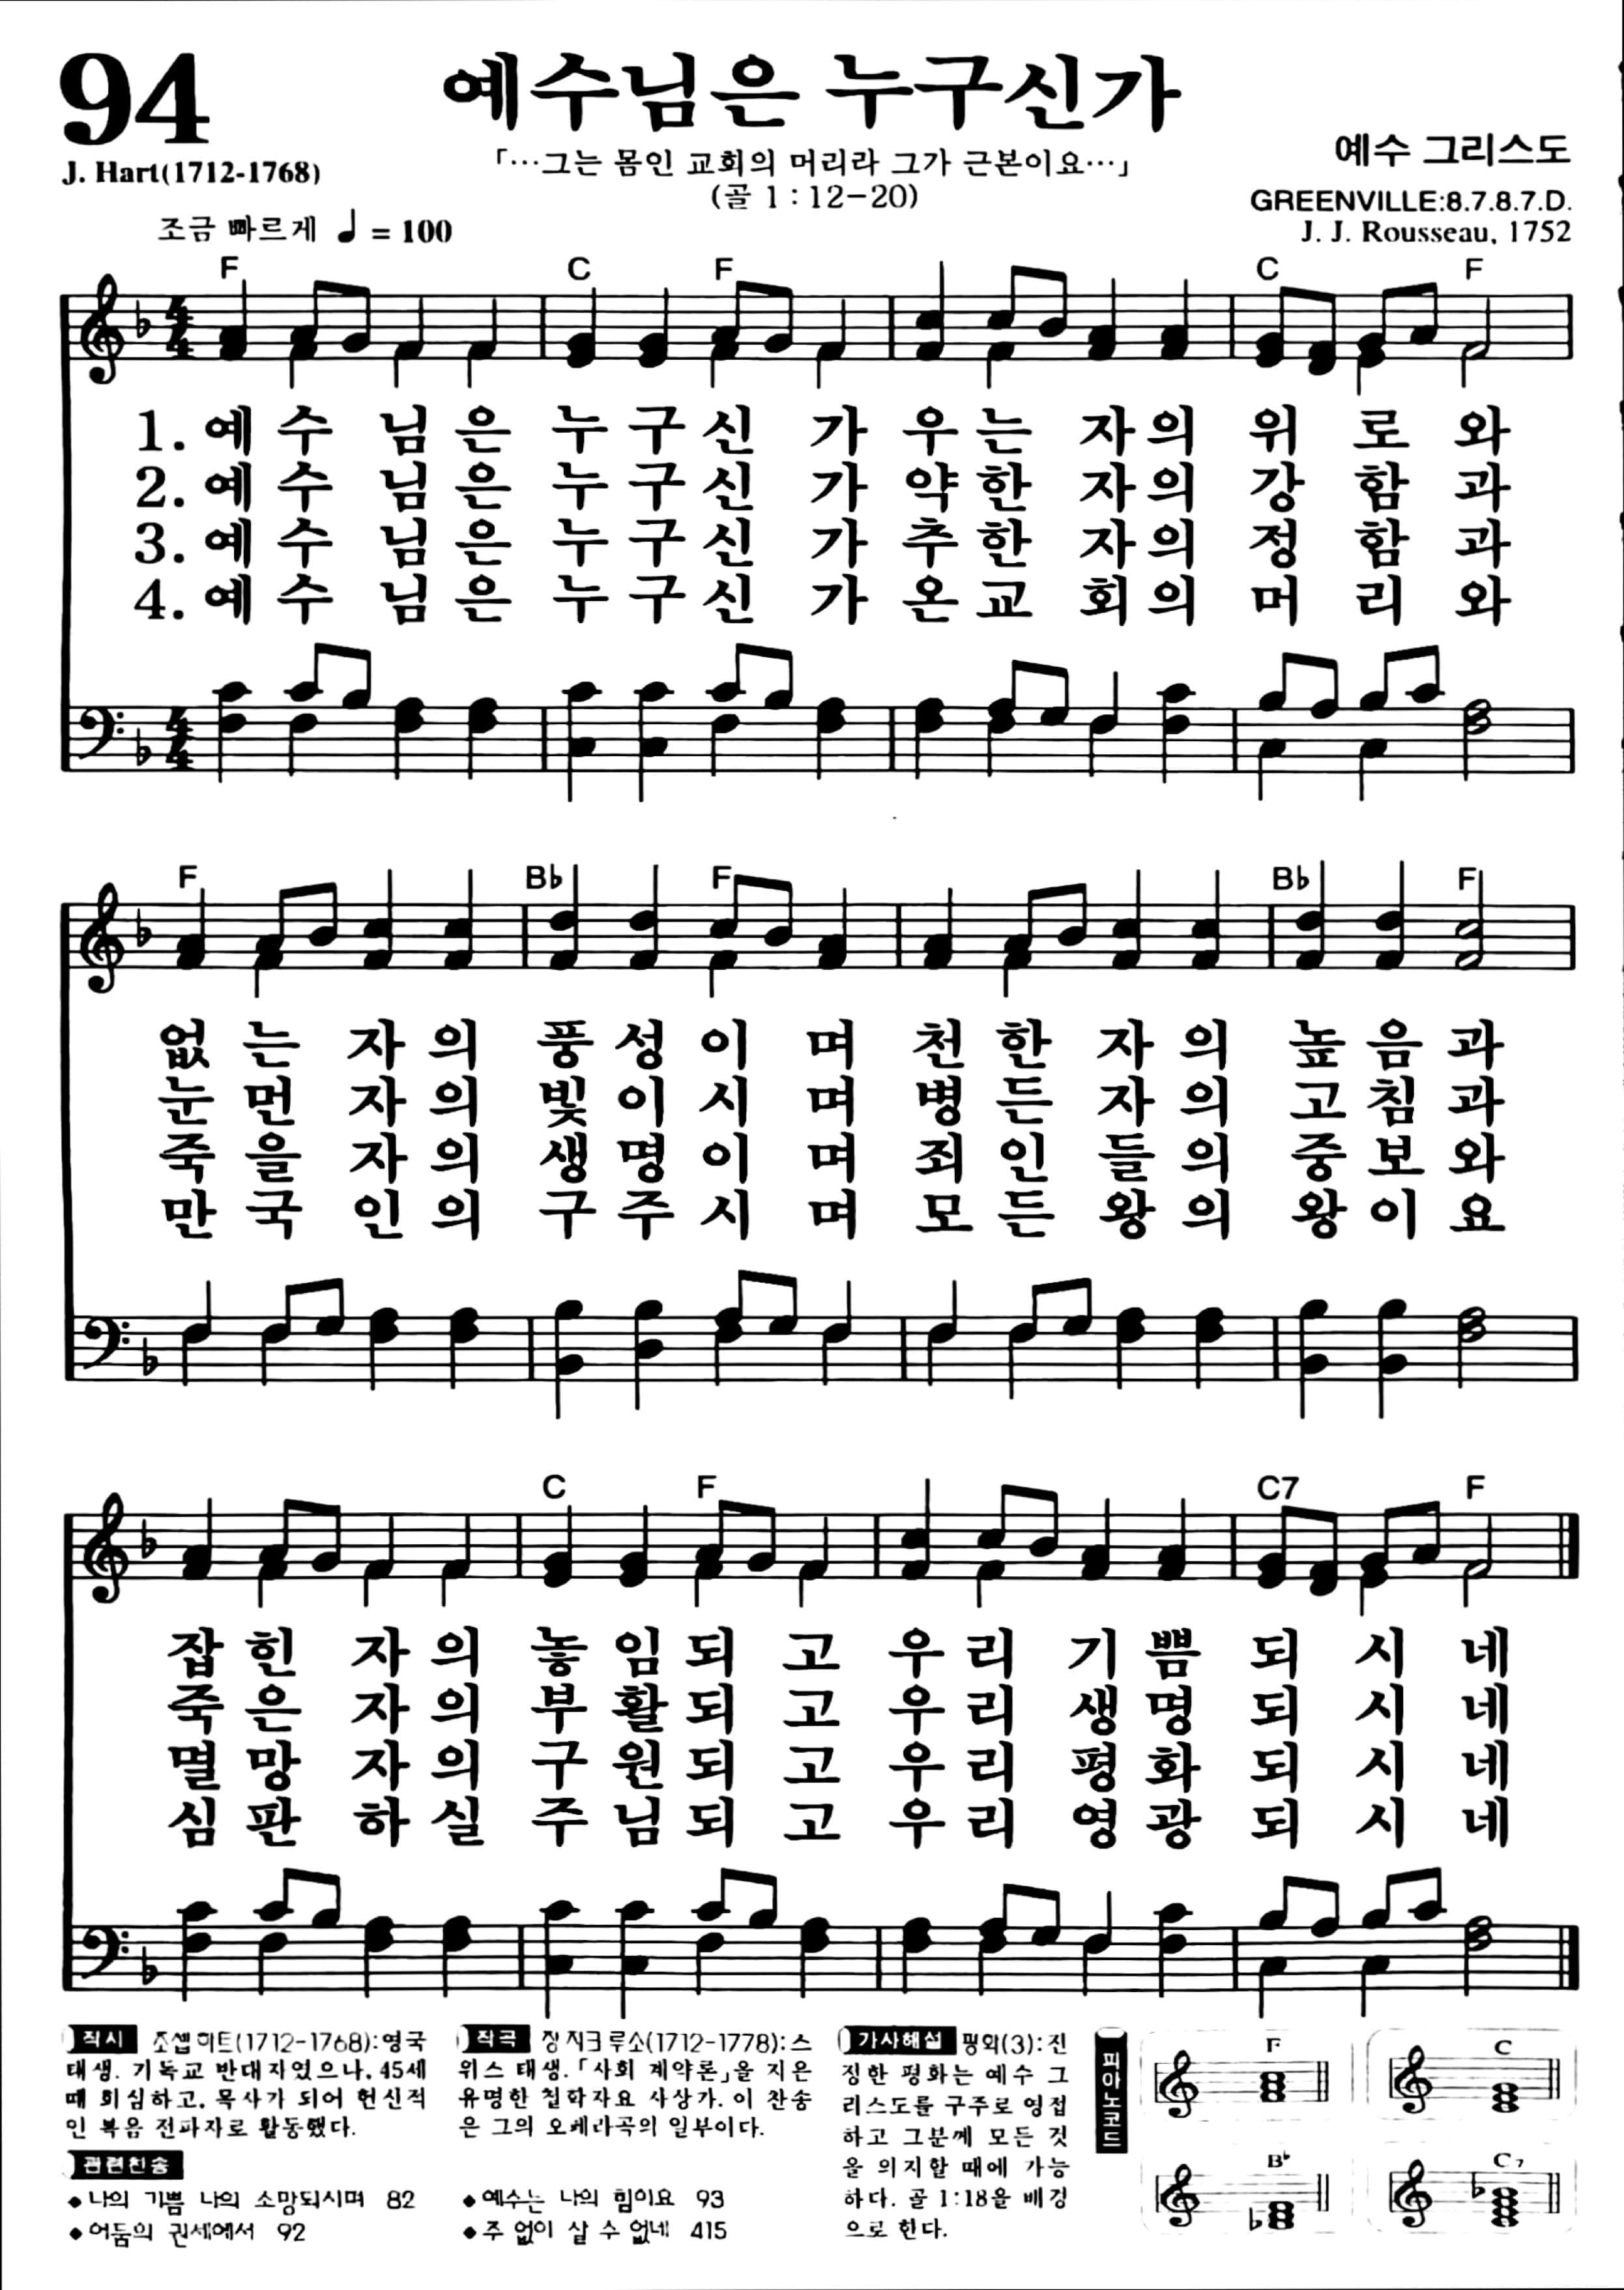 94
예수님은 누구신가
J. Hart(1712-1768)
「…그는 몸인 교회의 머리라 그가 근본이요…」
(골 1 : 12-20)
예수 그리스도
GREENVILLE:8.7.8.7.D.
J. J. Rousseau, 1752
조금 빠르게 ♩ = 100
F C F C F
1. 예 수 님 은 누 구 신 가 우 는 자 의 위 로 와
2. 예 수 님 은 누 구 신 가 약 한 자 의 강 함 과
3. 예 수 님 은 누 구 신 가 추 한 자 의 정 함 과
4. 예 수 님 은 누 구 신 가 온 교 회 의 머 리 와
F B♭ F B♭ F
없 는 자 의 풍 성 이 며 천 한 자 의 높 음 과
눈 먼 자 의 빛 이 시 며 병 든 자 의 고 침 과
죽 을 자 의 생 명 이 며 죄 인 들 의 중 보 와
만 국 인 의 구 주 시 며 모 든 왕 의 왕 이 요
C F C7 F
잡 힌 자 의 놓 임 되 고 우 리 기 쁨 되 시 네
죽 은 자 의 부 활 되 고 우 리 생 명 되 시 네
멸 망 자 의 구 원 되 고 우 리 평 화 되 시 네
심 판 하 실 주 님 되 고 우 리 영 광 되 시 네
작시 조셉 하트(1712-1768):영국
태생. 기독교 반대자였으나, 45세
때 회심하고, 목사가 되어 헌신적
인 복음 전파자로 활동했다.
작곡 장 자크 루소(1712-1778):스
위스 태생.「사회 계약론」을 지은
유명한 철학자요 사상가. 이 찬송
은 그의 오페라곡의 일부이다.
가사해설 평화(3):진
정한 평화는 예수 그
리스도를 구주로 영접
하고 그분께 모든 것
을 의지할 때에 가능
하다. 골 1:18을 배경
으로 한다.
관련찬송
◆나의 기쁨 나의 소망되시며 82
◆어둠의 권세에서 92
◆예수는 나의 힘이요 93
◆주 없이 살 수 없네 415
피아노코드
F C
B♭ C7